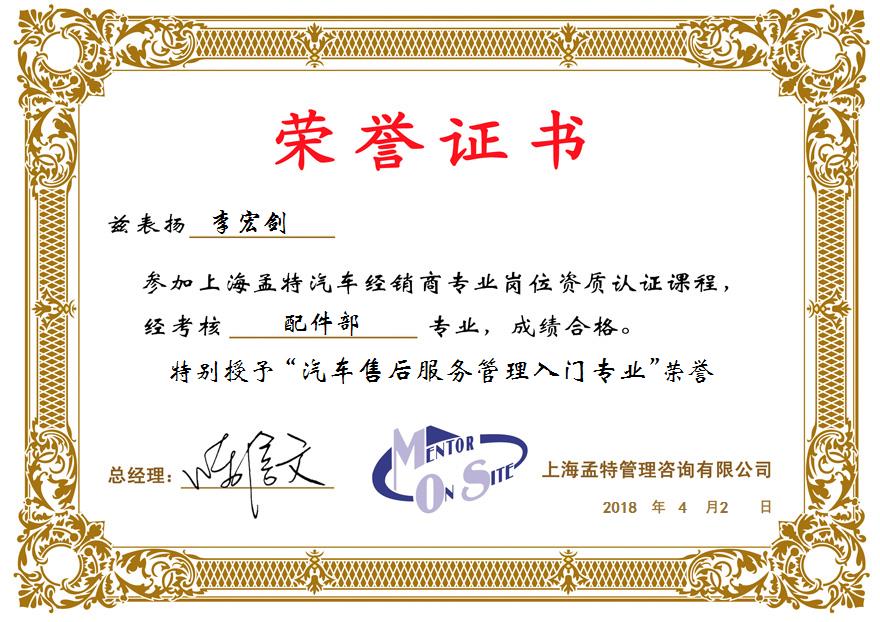 荣誉证书
兹表扬 李宏剑
参加上海孟特汽车经销商专业岗位资质认证课程，
经考核 配件部 专业，成绩合格。
特别授予“汽车售后服务管理入门专业”荣誉
总经理：
MENTOR
ON SITE
上海孟特管理咨询有限公司
2018 年 4 月2 日